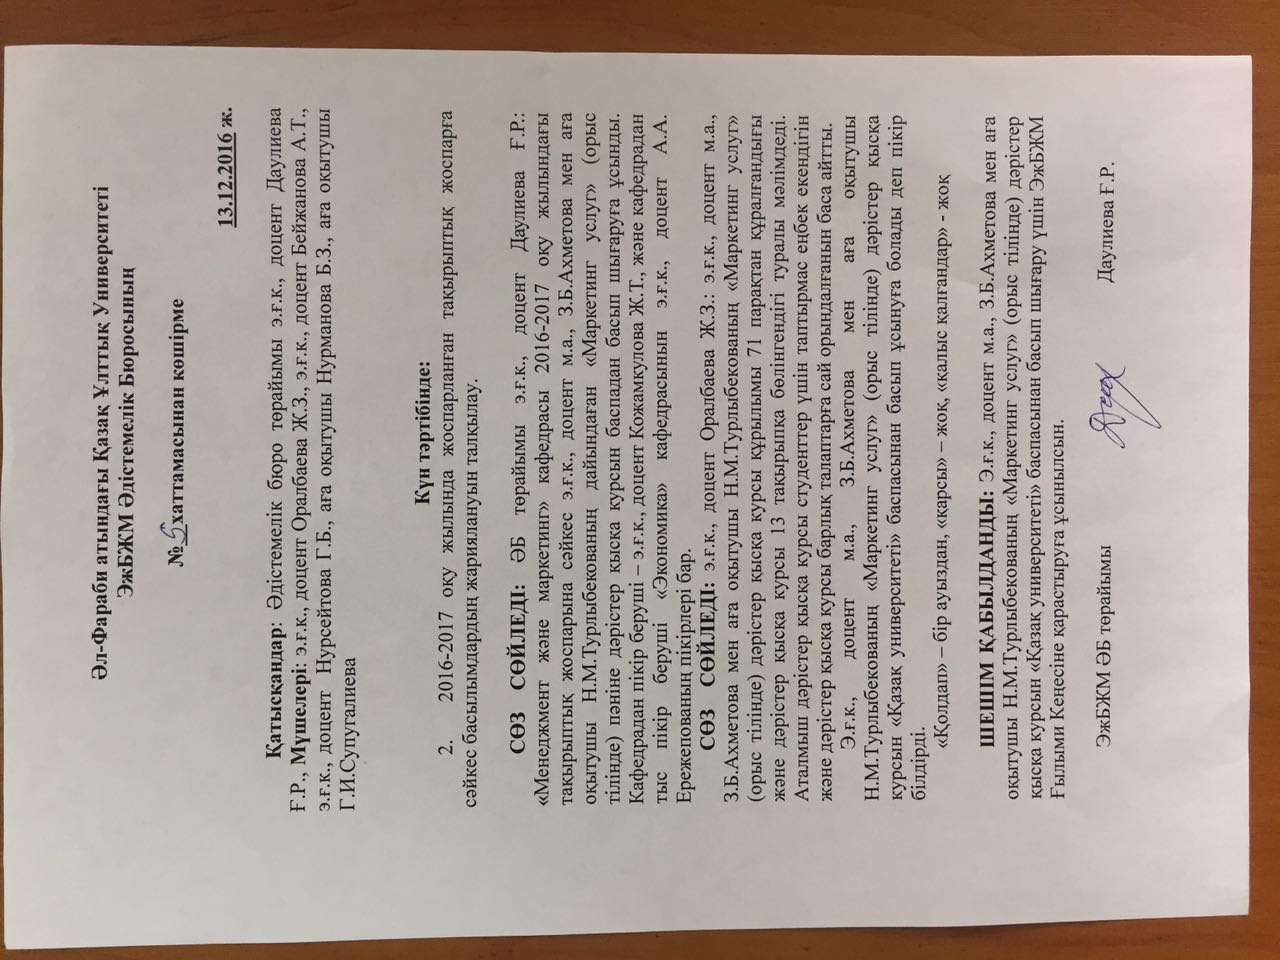 Әл-Фараби атындағы Қазақ Ұлттық Университеті
ЭжБЖМ Әдістемелік Бюросының
№ 5 хаттамасынан көшірме
13.12.2016 ж.
Қатысқандар: Әдістемелік бюро төрайымы э.ғ.к., доцент Даулиева
Ғ.Р., Мүшелері: э.ғ.к., доцент Оралбаева Ж.З., э.ғ.к., доцент Бейжанова А.Т.,
э.ғ.к., доцент Нурсейтова Г.Б., аға оқытушы Нурманова Б.З., аға оқытушы
Г.И.Супугалиева
Күн тәртібінде:
2. 2016-2017 оқу жылында жоспарланған тақырыптық жоспарға
сәйкес басылымдардың жариялануын талқылау.
СӨЗ СӨЙЛЕДІ: ӘБ төрайымы э.ғ.к., доцент Даулиева Ғ.Р.:
«Менеджмент және маркетинг» кафедрасы 2016-2017 оқу жылындағы
тақырыптық жоспарына сәйкес э.ғ.к., доцент м.а., З.Б.Ахметова мен аға
оқытушы Н.М.Турлыбекованың дайындаған «Маркетинг услуг» (орыс
тілінде) пәніне дәрістер қысқа курсын баспадан басып шығаруға ұсынды.
Кафедрадан пікір беруші – э.ғ.к., доцент Кожамкулова Ж.Т., және кафедрадан
тыс пікір беруші «Экономика» кафедрасынын э.ғ.к., доцент А.А.
Ережепованың пікірлері бар.
СӨЗ СӨЙЛЕДІ: э.ғ.к., доцент Оралбаева Ж.З.: э.ғ.к., доцент м.а.,
З.Б.Ахметова мен аға оқытушы Н.М.Турлыбекованың «Маркетинг услуг»
(орыс тілінде) дәрістер қысқа курсы құрылымы 71 парақтан құралғандығы
және дәрістер қысқа курсы 13 тақырыпқа бөлінгендігі туралы мәлімдеді.
Аталмыш дәрістер қысқа курсы студенттер үшін таптырмас еңбек екендігін
және дәрістер қысқа курсы барлық талаптарға сай орындалғанын баса айтты.
Э.ғ.к., доцент м.а., З.Б.Ахметова мен аға оқытушы
Н.М.Турлыбекованың «Маркетинг услуг» (орыс тілінде) дәрістер қысқа
курсын «Қазақ университеті» баспасынан басып ұсынуға болады деп пікір
білдірді.
«Қолдап» – бір ауыздан, «қарсы» – жоқ, «қалыс қалғандар» - жоқ
ШЕШІМ ҚАБЫЛДАНДЫ: Э.ғ.к., доцент м.а., З.Б.Ахметова мен аға
оқытушы Н.М.Турлыбекованың «Маркетинг услуг» (орыс тілінде) дәрістер
қысқа курсын «Қазақ университеті» баспасынан басып шығару үшін ЭжБЖМ
Ғылыми Кеңесіне қарастыруға ұсынылсын.
ЭжБЖМ ӘБ төрайымы Даулиева Ғ.Р.